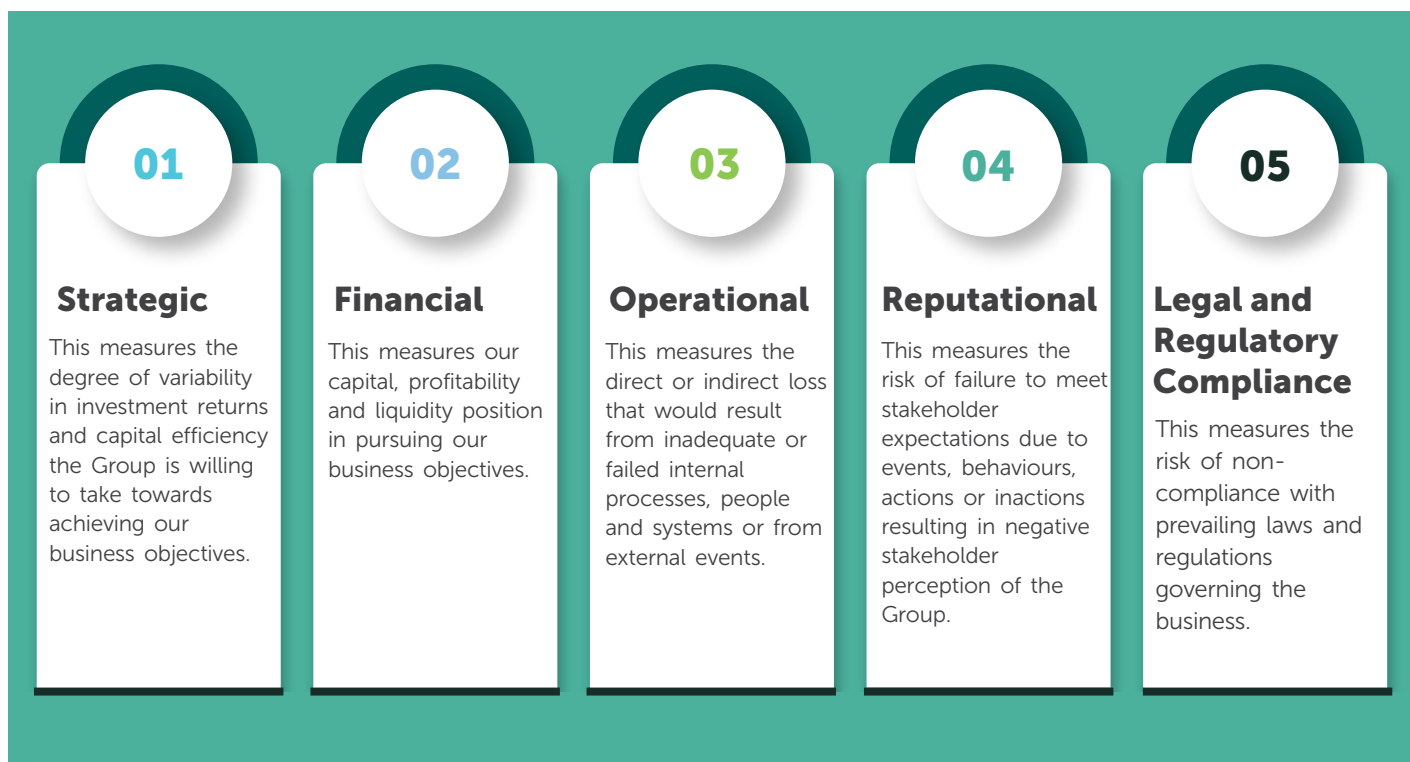 01
Strategic
This measures the
degree of variability
in investment returns
and capital efficiency
the Group is willing
to take towards
achieving our
business objectives.
02
Financial
This measures our
capital, profitability
and liquidity position
in pursuing our
business objectives.
03
Operational
This measures the
direct or indirect loss
that would result
from inadequate or
failed internal
processes, people
and systems or from
external events.
04
Reputational
This measures the
risk of failure to meet
stakeholder
expectations due to
events, behaviours,
actions or inactions
resulting in negative
stakeholder
perception of the
Group.
05
Legal and
Regulatory
Compliance
This measures the
risk of non-
compliance with
prevailing laws and
regulations
governing the
business.